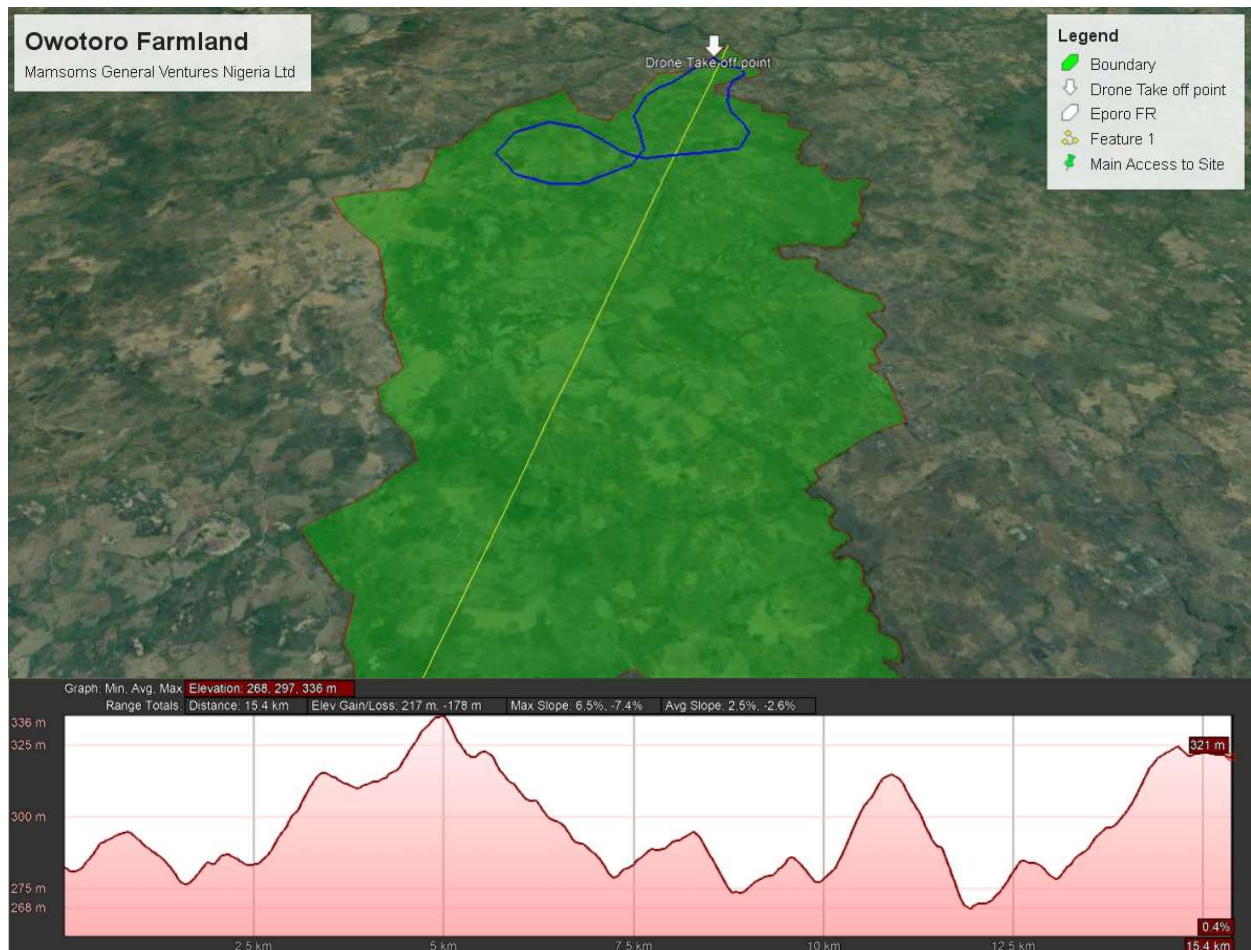 Owotoro Farmland
Mamsoms General Ventures Nigeria Ltd
Drone Take off point
Legend
Boundary
Drone Take off point
Eporo FR
Feature 1
Main Access to Site
Graph: Min, Avg, Max Elevation: 268, 297, 336 m
Range Totals: Distance: 15.4 km Elev Gain/Loss: 217 m, -178 m Max Slope: 6.5%, -7.4% Avg Slope: 2.5%, -2.6%
336 m
325 m
321 m
300 m
275 m
268 m
0.4%
2.5 km 5 km 7.5 km 10 km 12.5 km 15.4 km